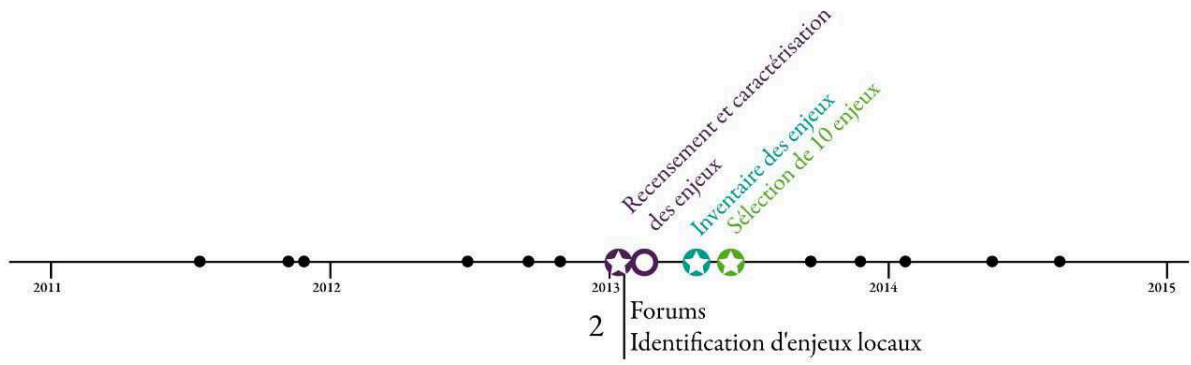 Recensement et caractérisation
des enjeux
Inventaire des enjeux
Sélection de 10 enjeux
2011
2012
2013
2014
2015
2
Forums
Identification d'enjeux locaux